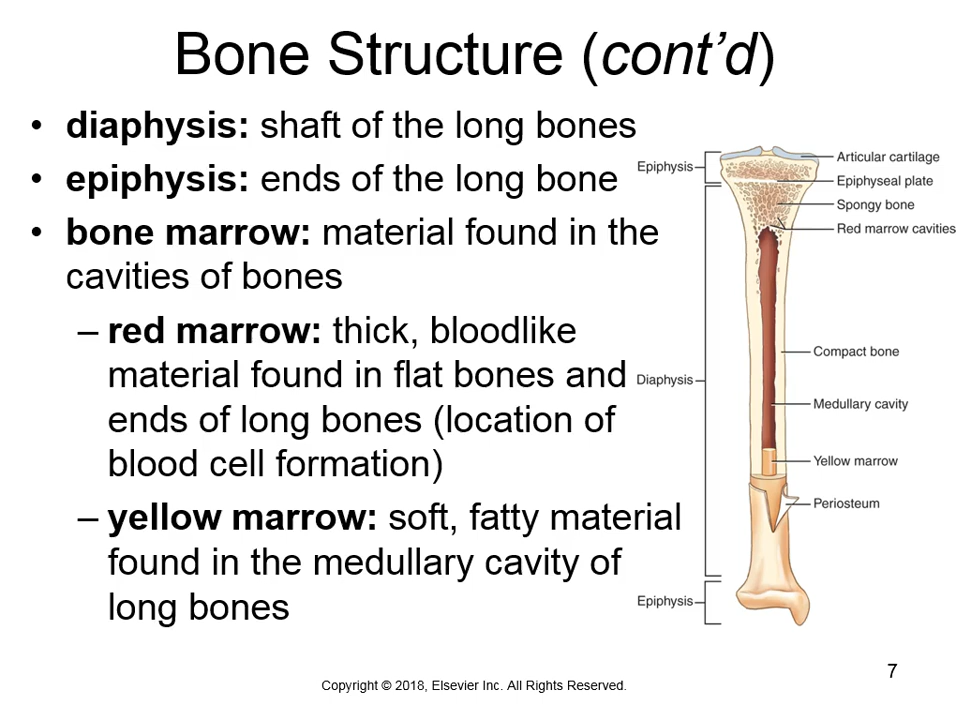 Bone Structure (cont’d)
• diaphysis: shaft of the long bones
• epiphysis: ends of the long bone
• bone marrow: material found in the
cavities of bones
– red marrow: thick, bloodlike
material found in flat bones and
ends of long bones (location of
blood cell formation)
– yellow marrow: soft, fatty material
found in the medullary cavity of
long bones
Epiphysis
Articular cartilage
Epiphyseal plate
Spongy bone
Red marrow cavities
Compact bone
Diaphysis
Medullary cavity
Yellow marrow
Periosteum
Epiphysis
7
Copyright © 2018, Elsevier Inc. All Rights Reserved.